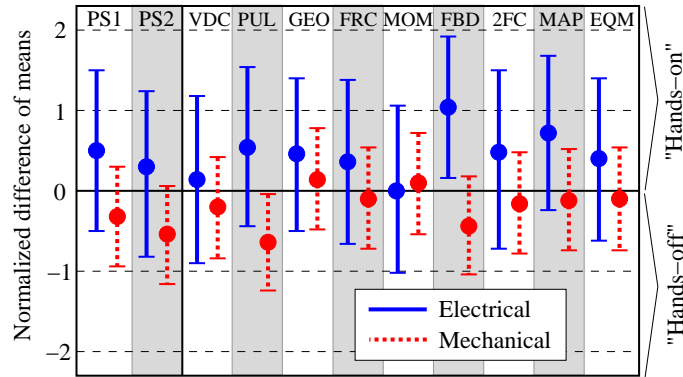 PS1 PS2 VDC PUL GEO FRC MOM FBD 2FC MAP EQM
2
1
0
−1
−2
Normalized difference of means
"Hands−on"
"Hands−off"
Electrical
Mechanical